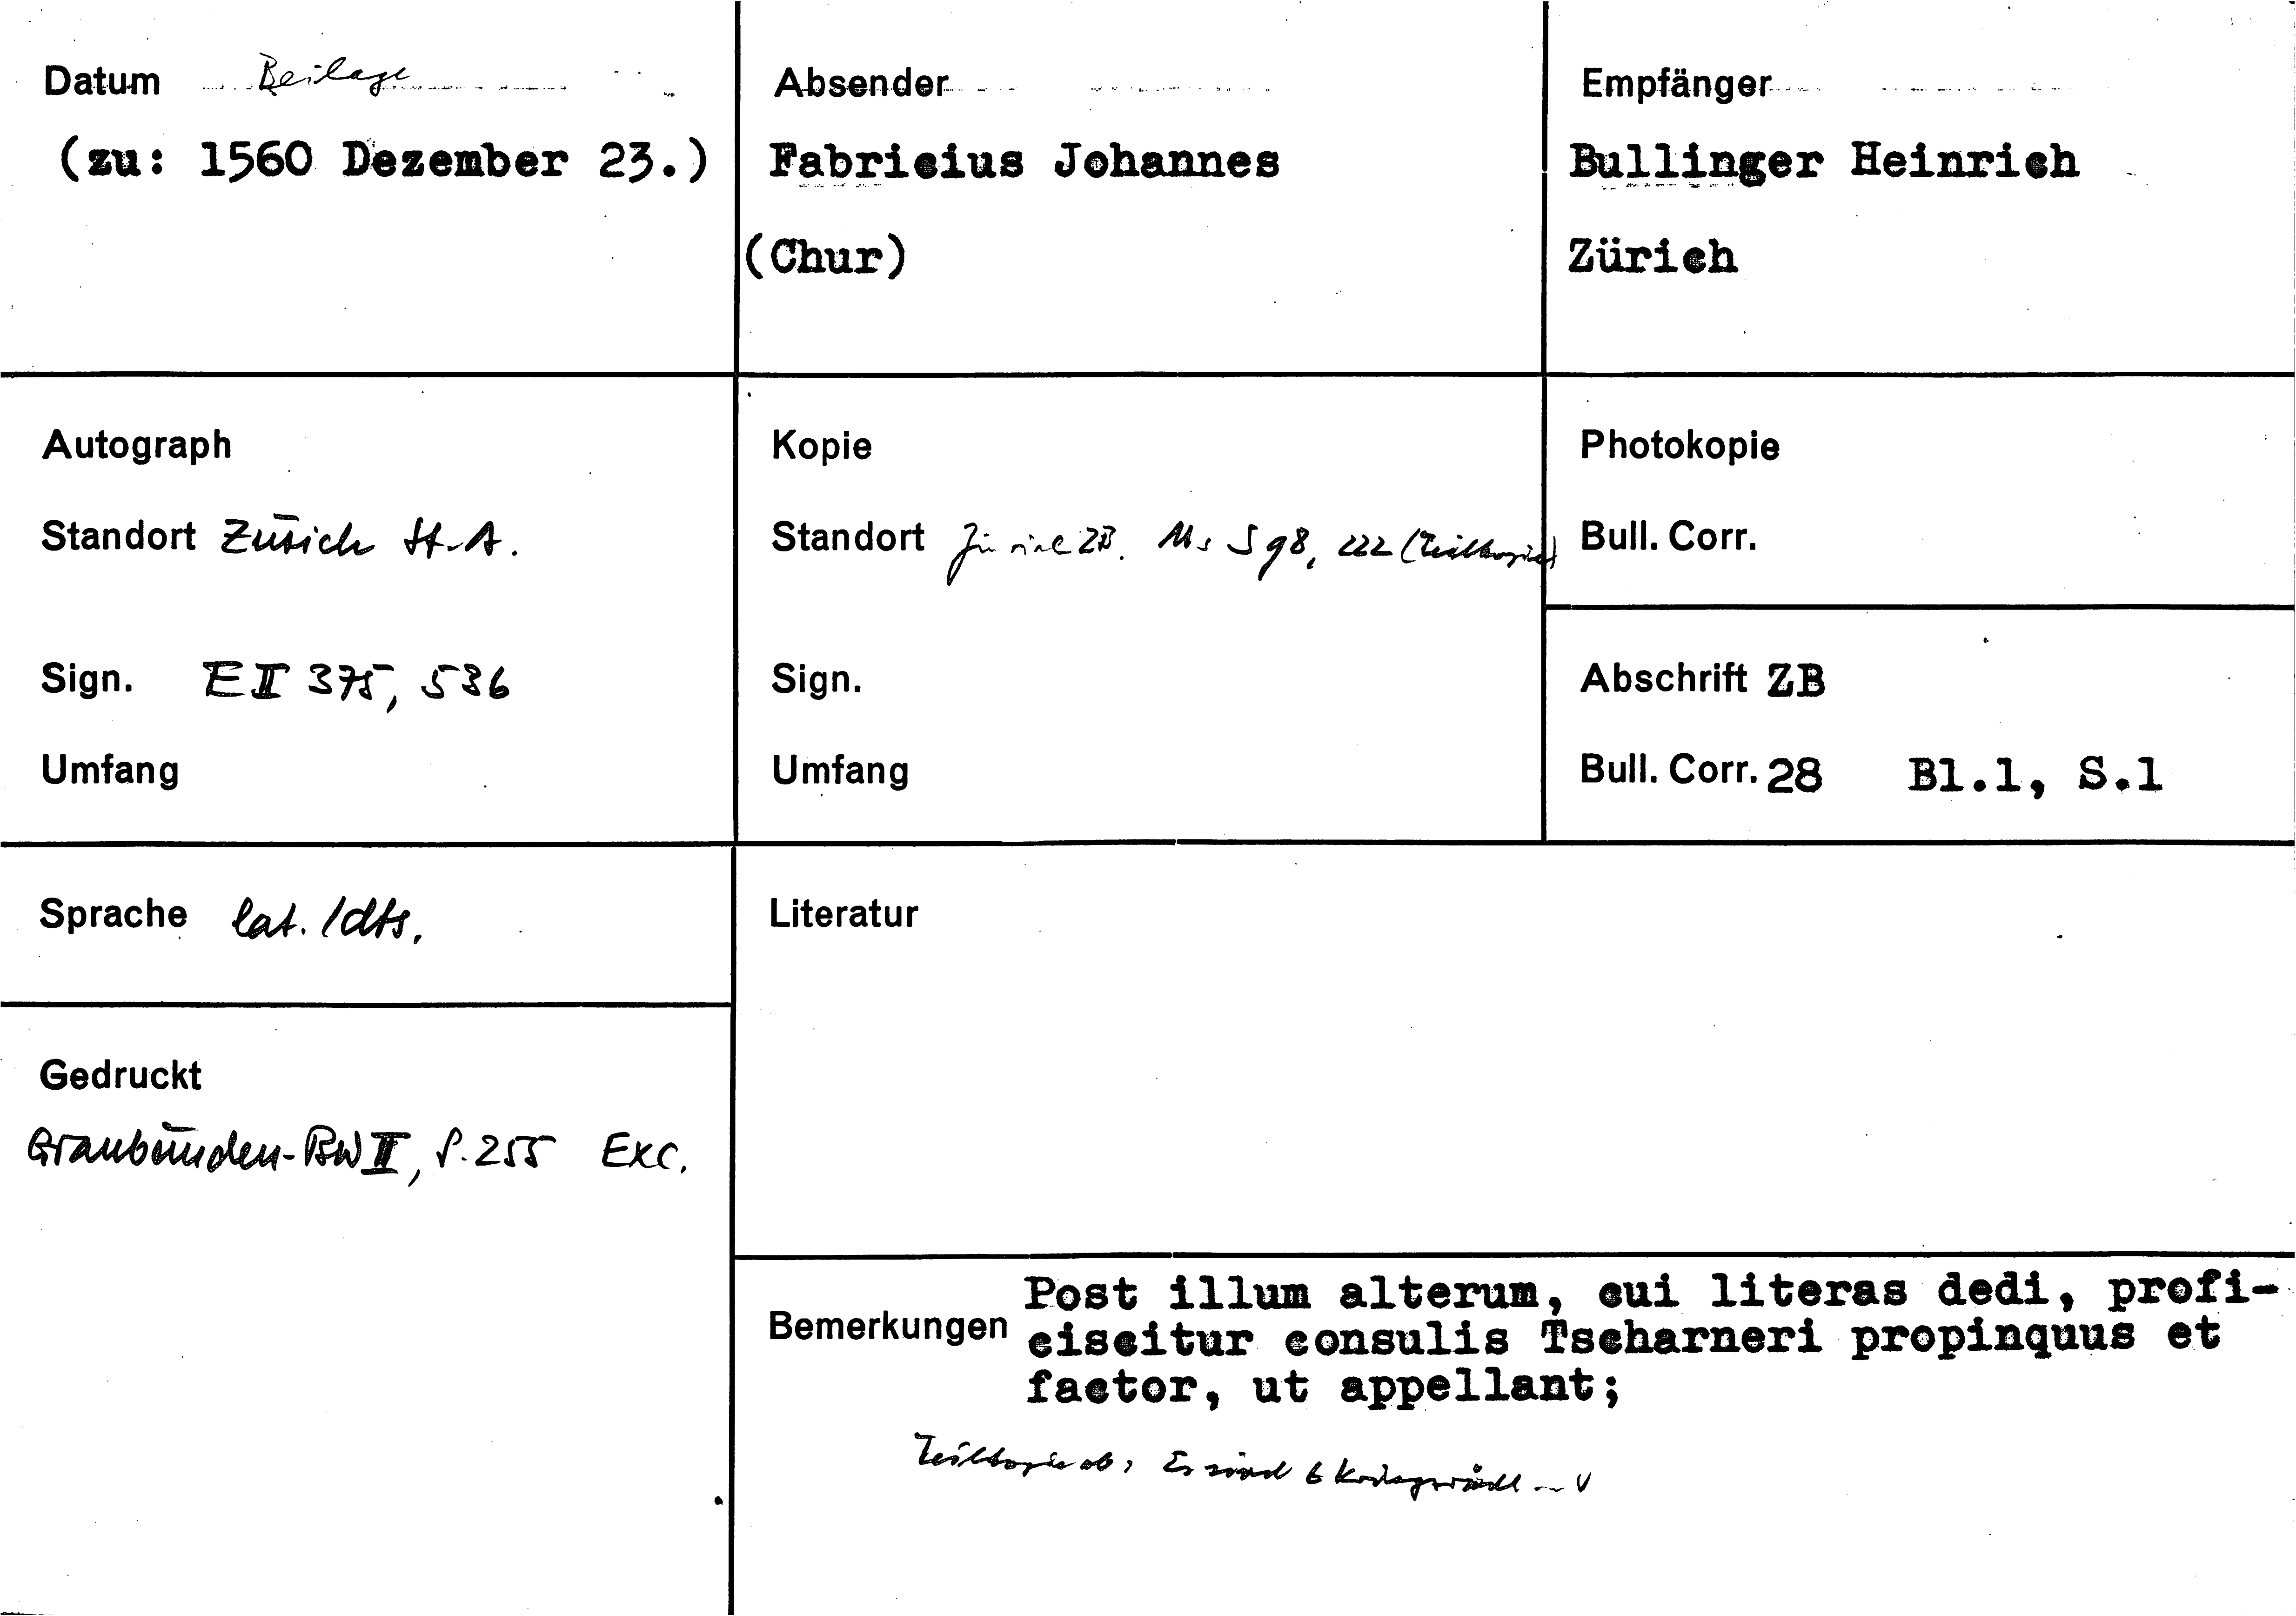 Datum Beilage
(zu: 1560 Dezember 23.)
Absender
Fabricius Johannes
(Chur)
Empfänger
Bullinger Heinrich
Zürich
Autograph
Standort Zürich St.A.
Sign. E II 375, 536
Umfang
Kopie
Standort Zürich ZB. Ms S 98, 222 (Teilkopie)
Sign.
Umfang
Photokopie
Bull. Corr.
Abschrift ZB
Bull. Corr. 28 Bl.1, S.1
Sprache lat./dts.
Literatur
Gedruckt
Graubünden-BW II, S. 255 Exc.
Bemerkungen
Post illum alterum, cui literas dedi, profi-
ciscitur consulis Tscharneri propinquus et
factor, ut appellant;
Teilkopie ab: Es sind 6